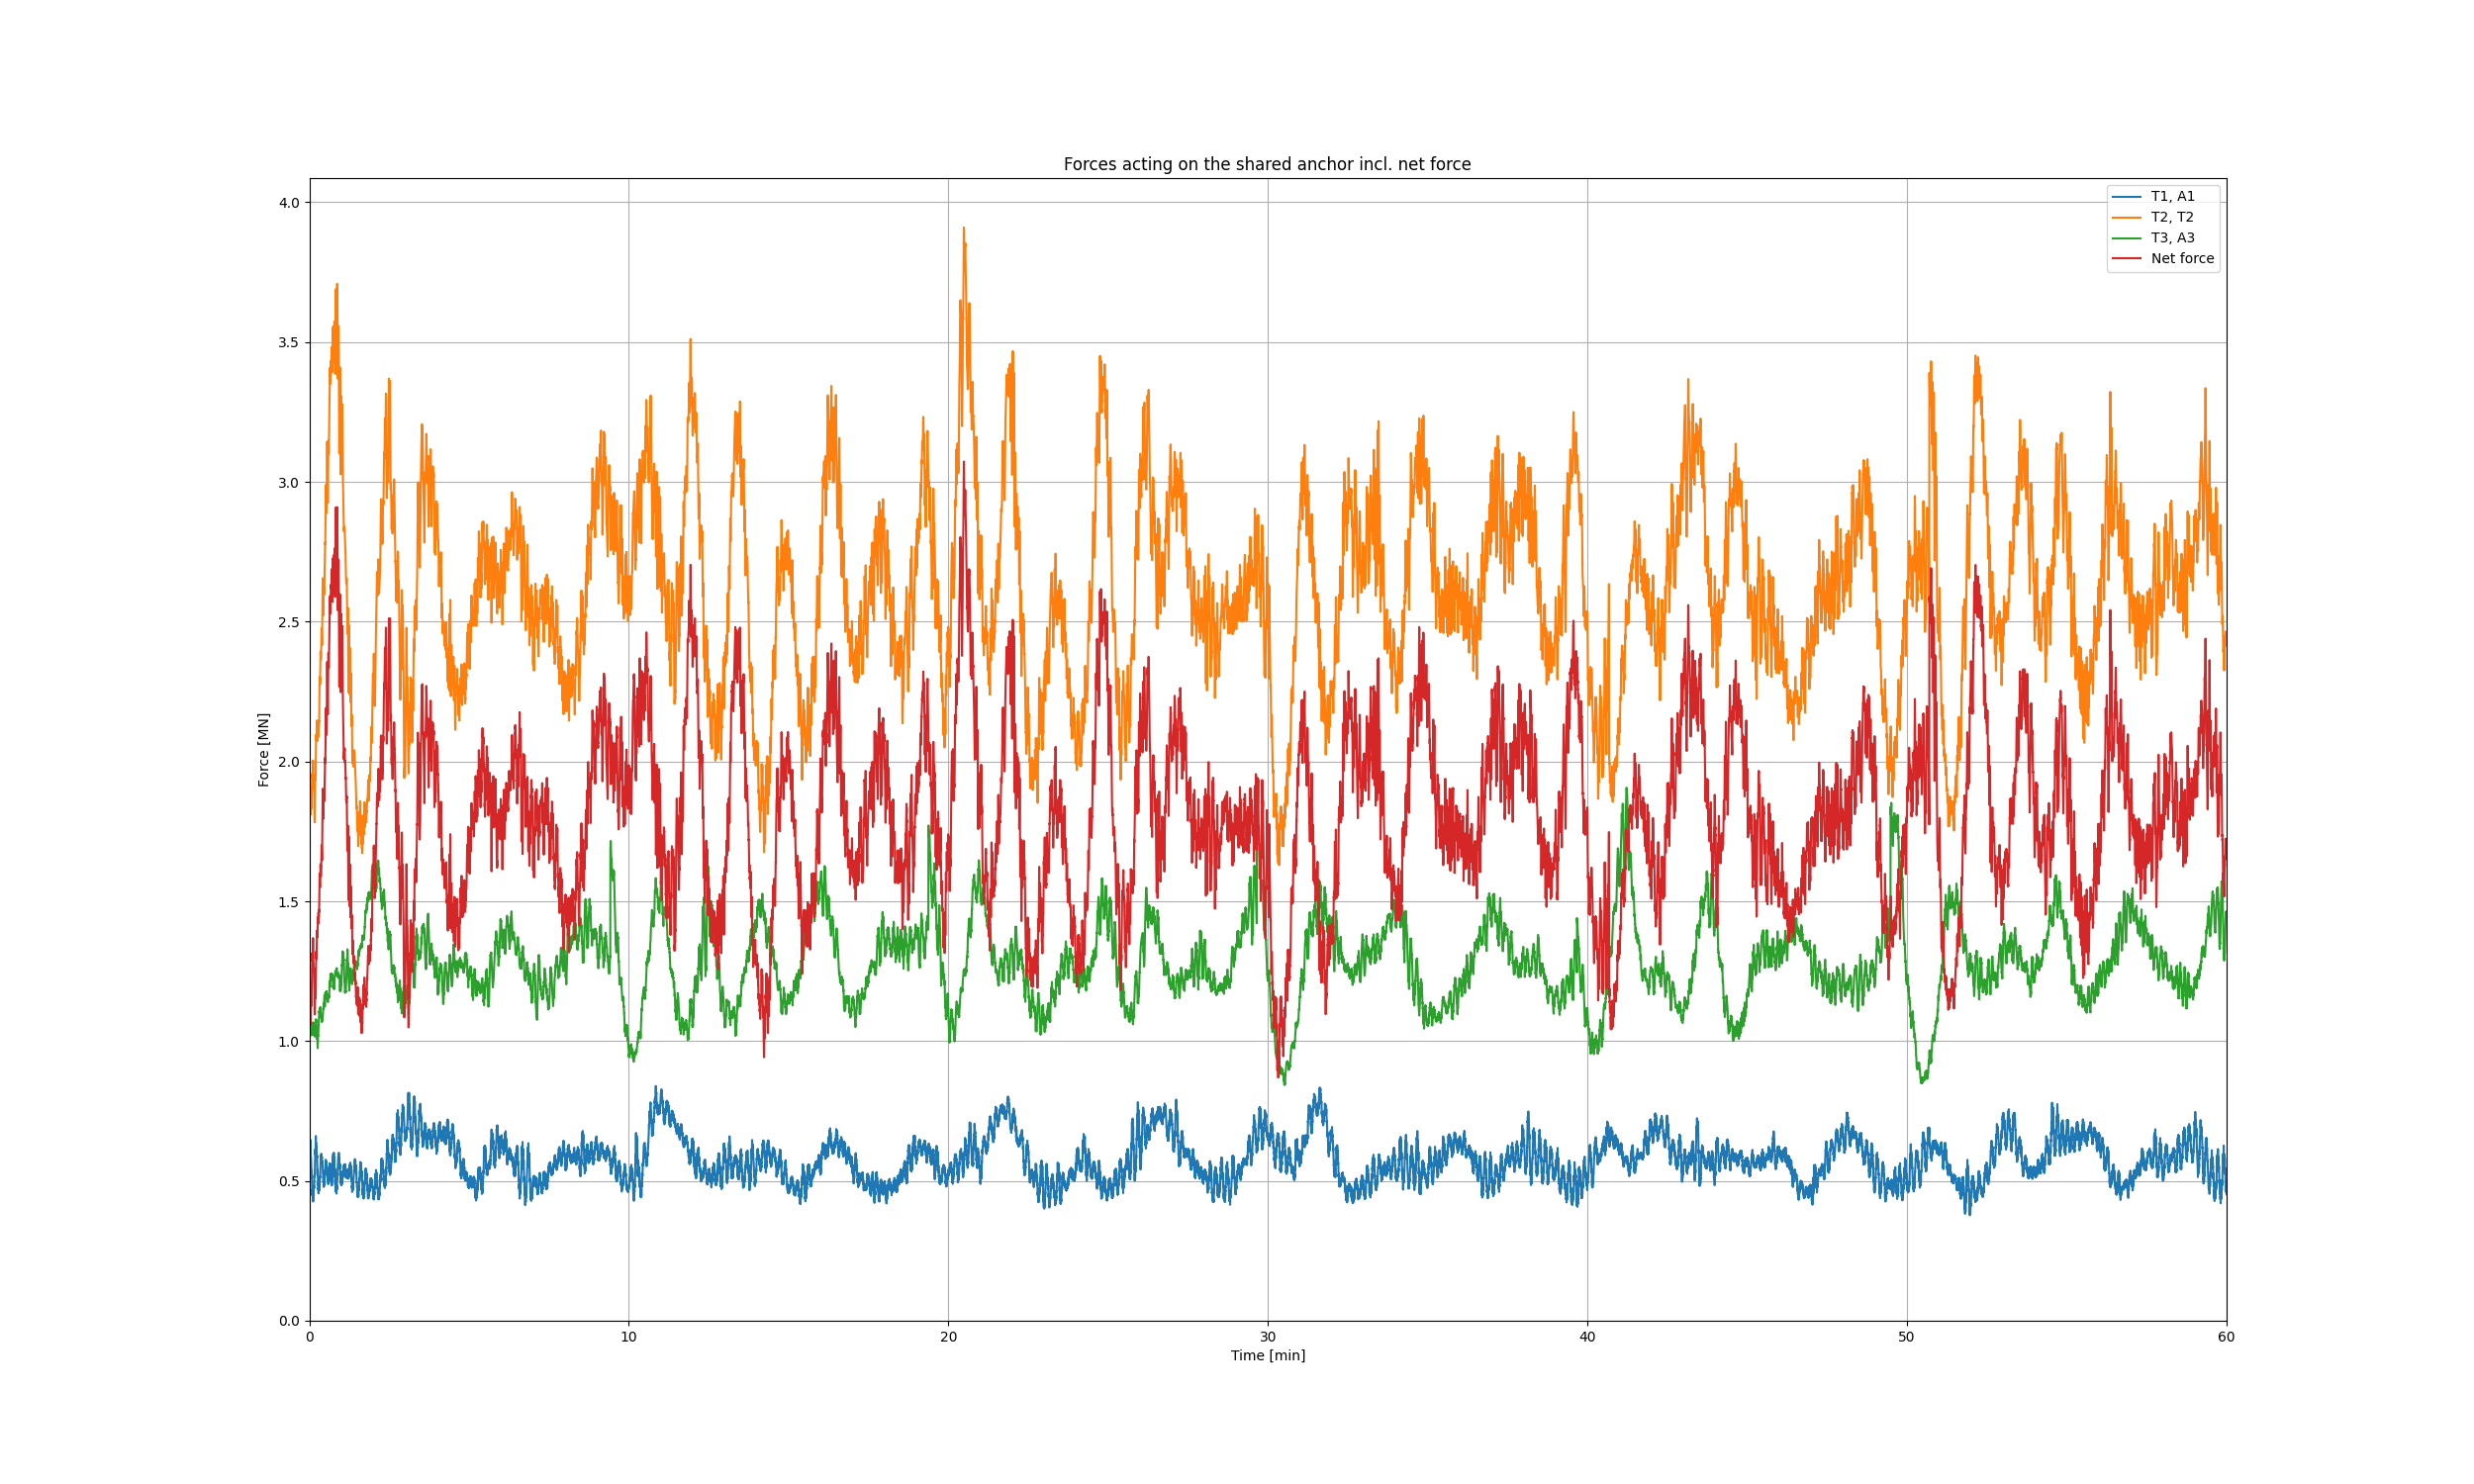 Forces acting on the shared anchor incl. net force
4.0
3.5
3.0
2.5
2.0
1.5
1.0
0.5
0.0
Force [MN]
T1, A1
T2, T2
T3, A3
Net force
0 10 20 30 40 50 60
Time [min]